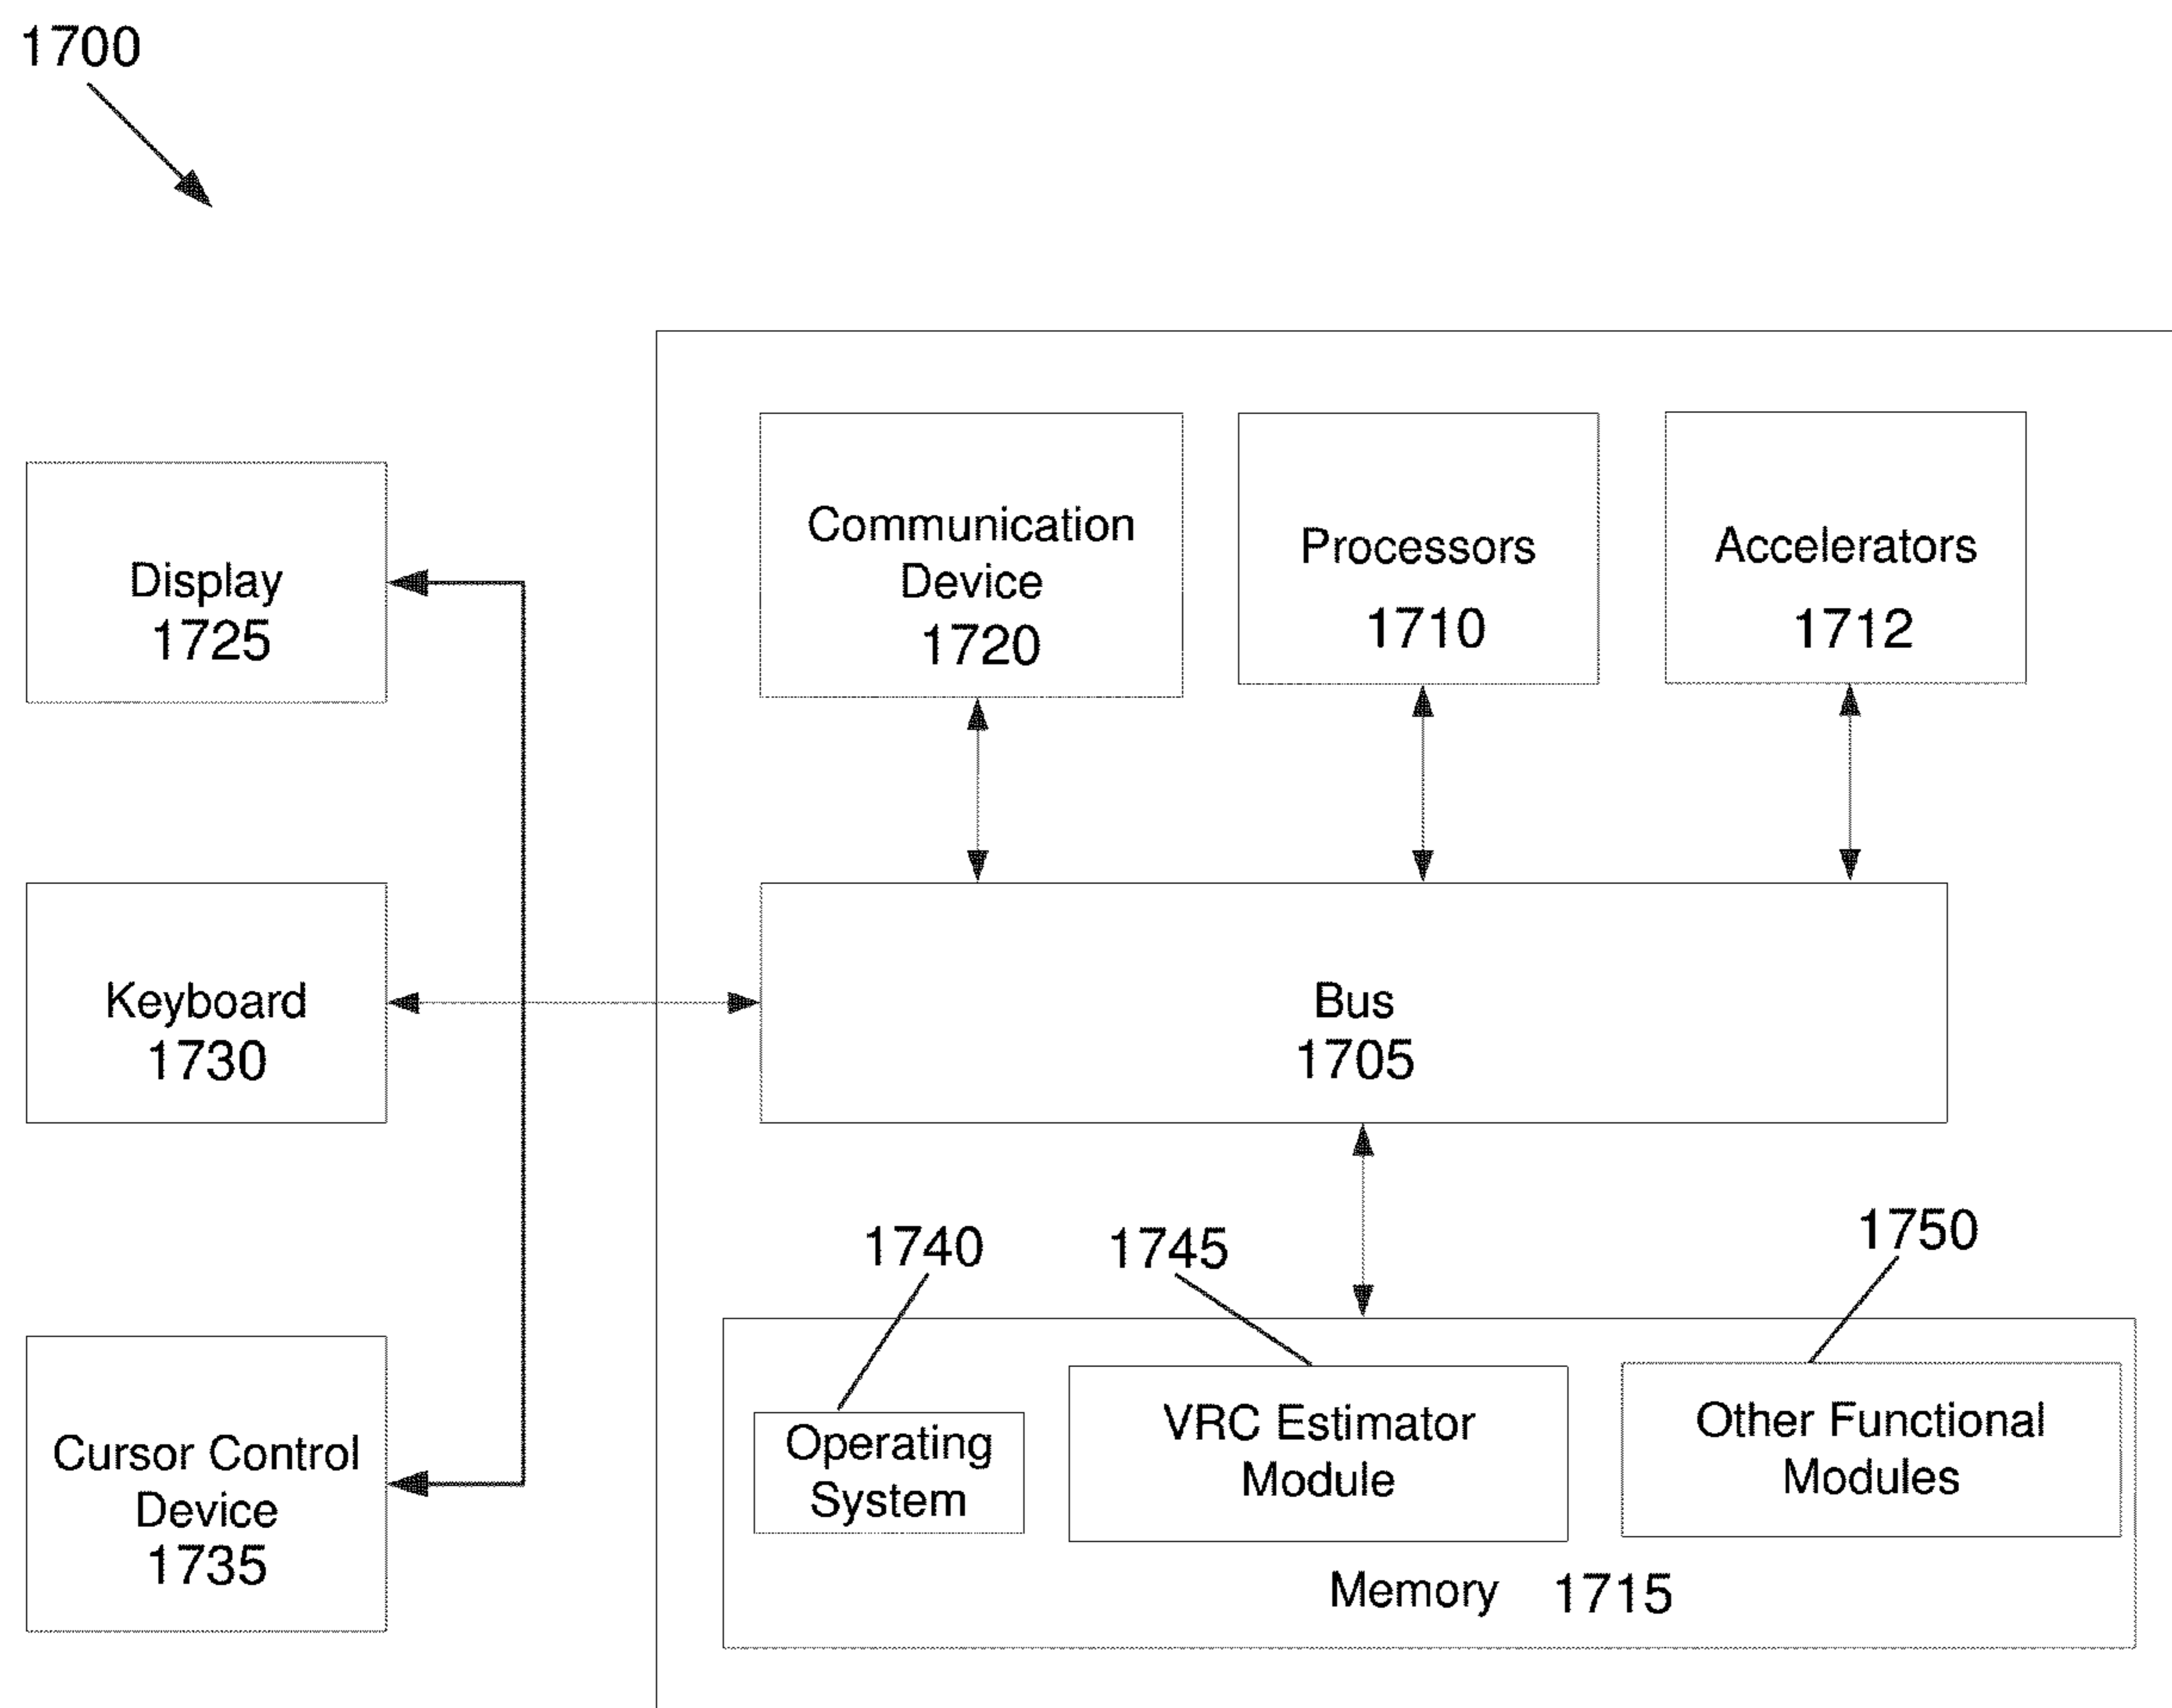 1700
Communication
Device
1720
Processors
1710
Accelerators
1712
Display
1725
Keyboard
1730
Bus
1705
1740
1745
1750
Cursor Control
Device
1735
Operating
System
VRC Estimator
Module
Other Functional
Modules
Memory 1715